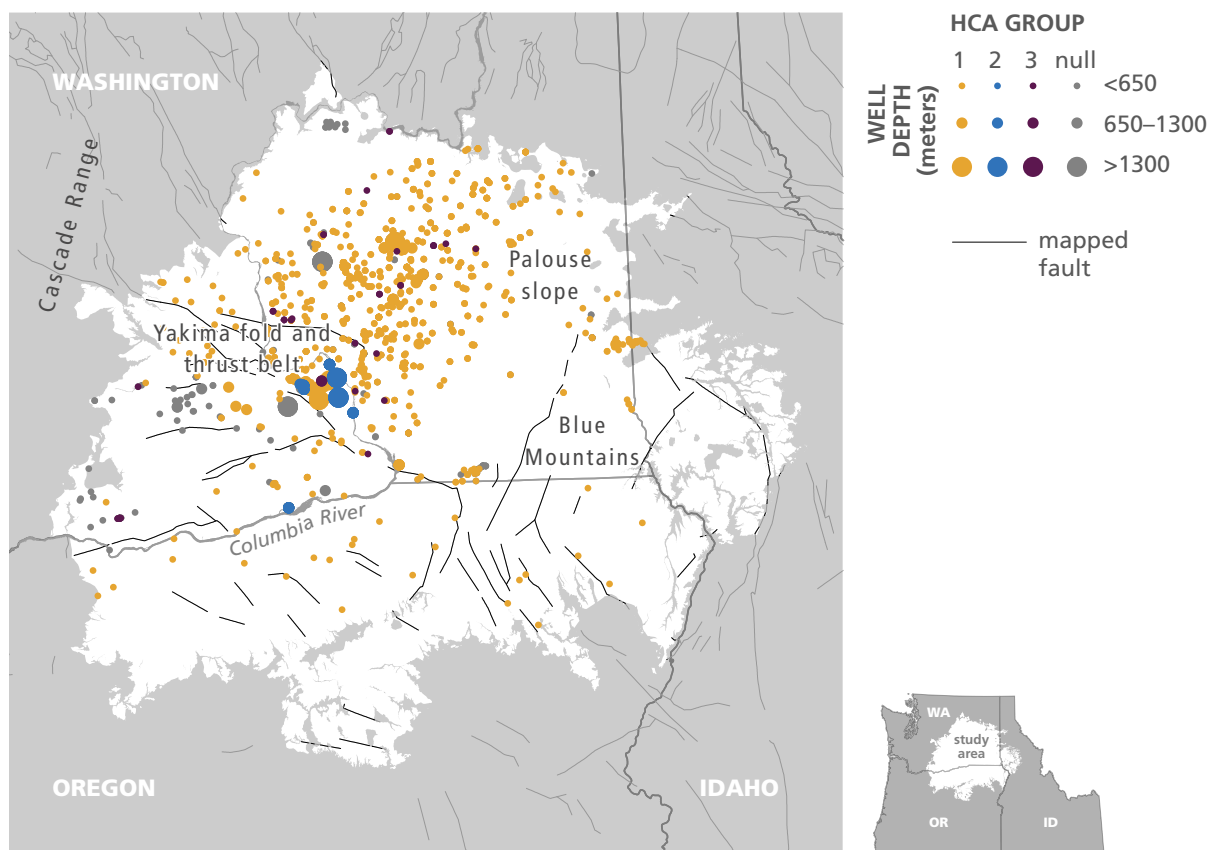 WASHINGTON
Cascade Range
Palouse
slope
Yakima fold and
thrust belt
Blue
Mountains
Columbia River
OREGON
IDAHO
HCA GROUP
1 2 3 null
WELL DEPTH (meters)
<650
650–1300
>1300
mapped
fault
WA
study
area
OR
ID